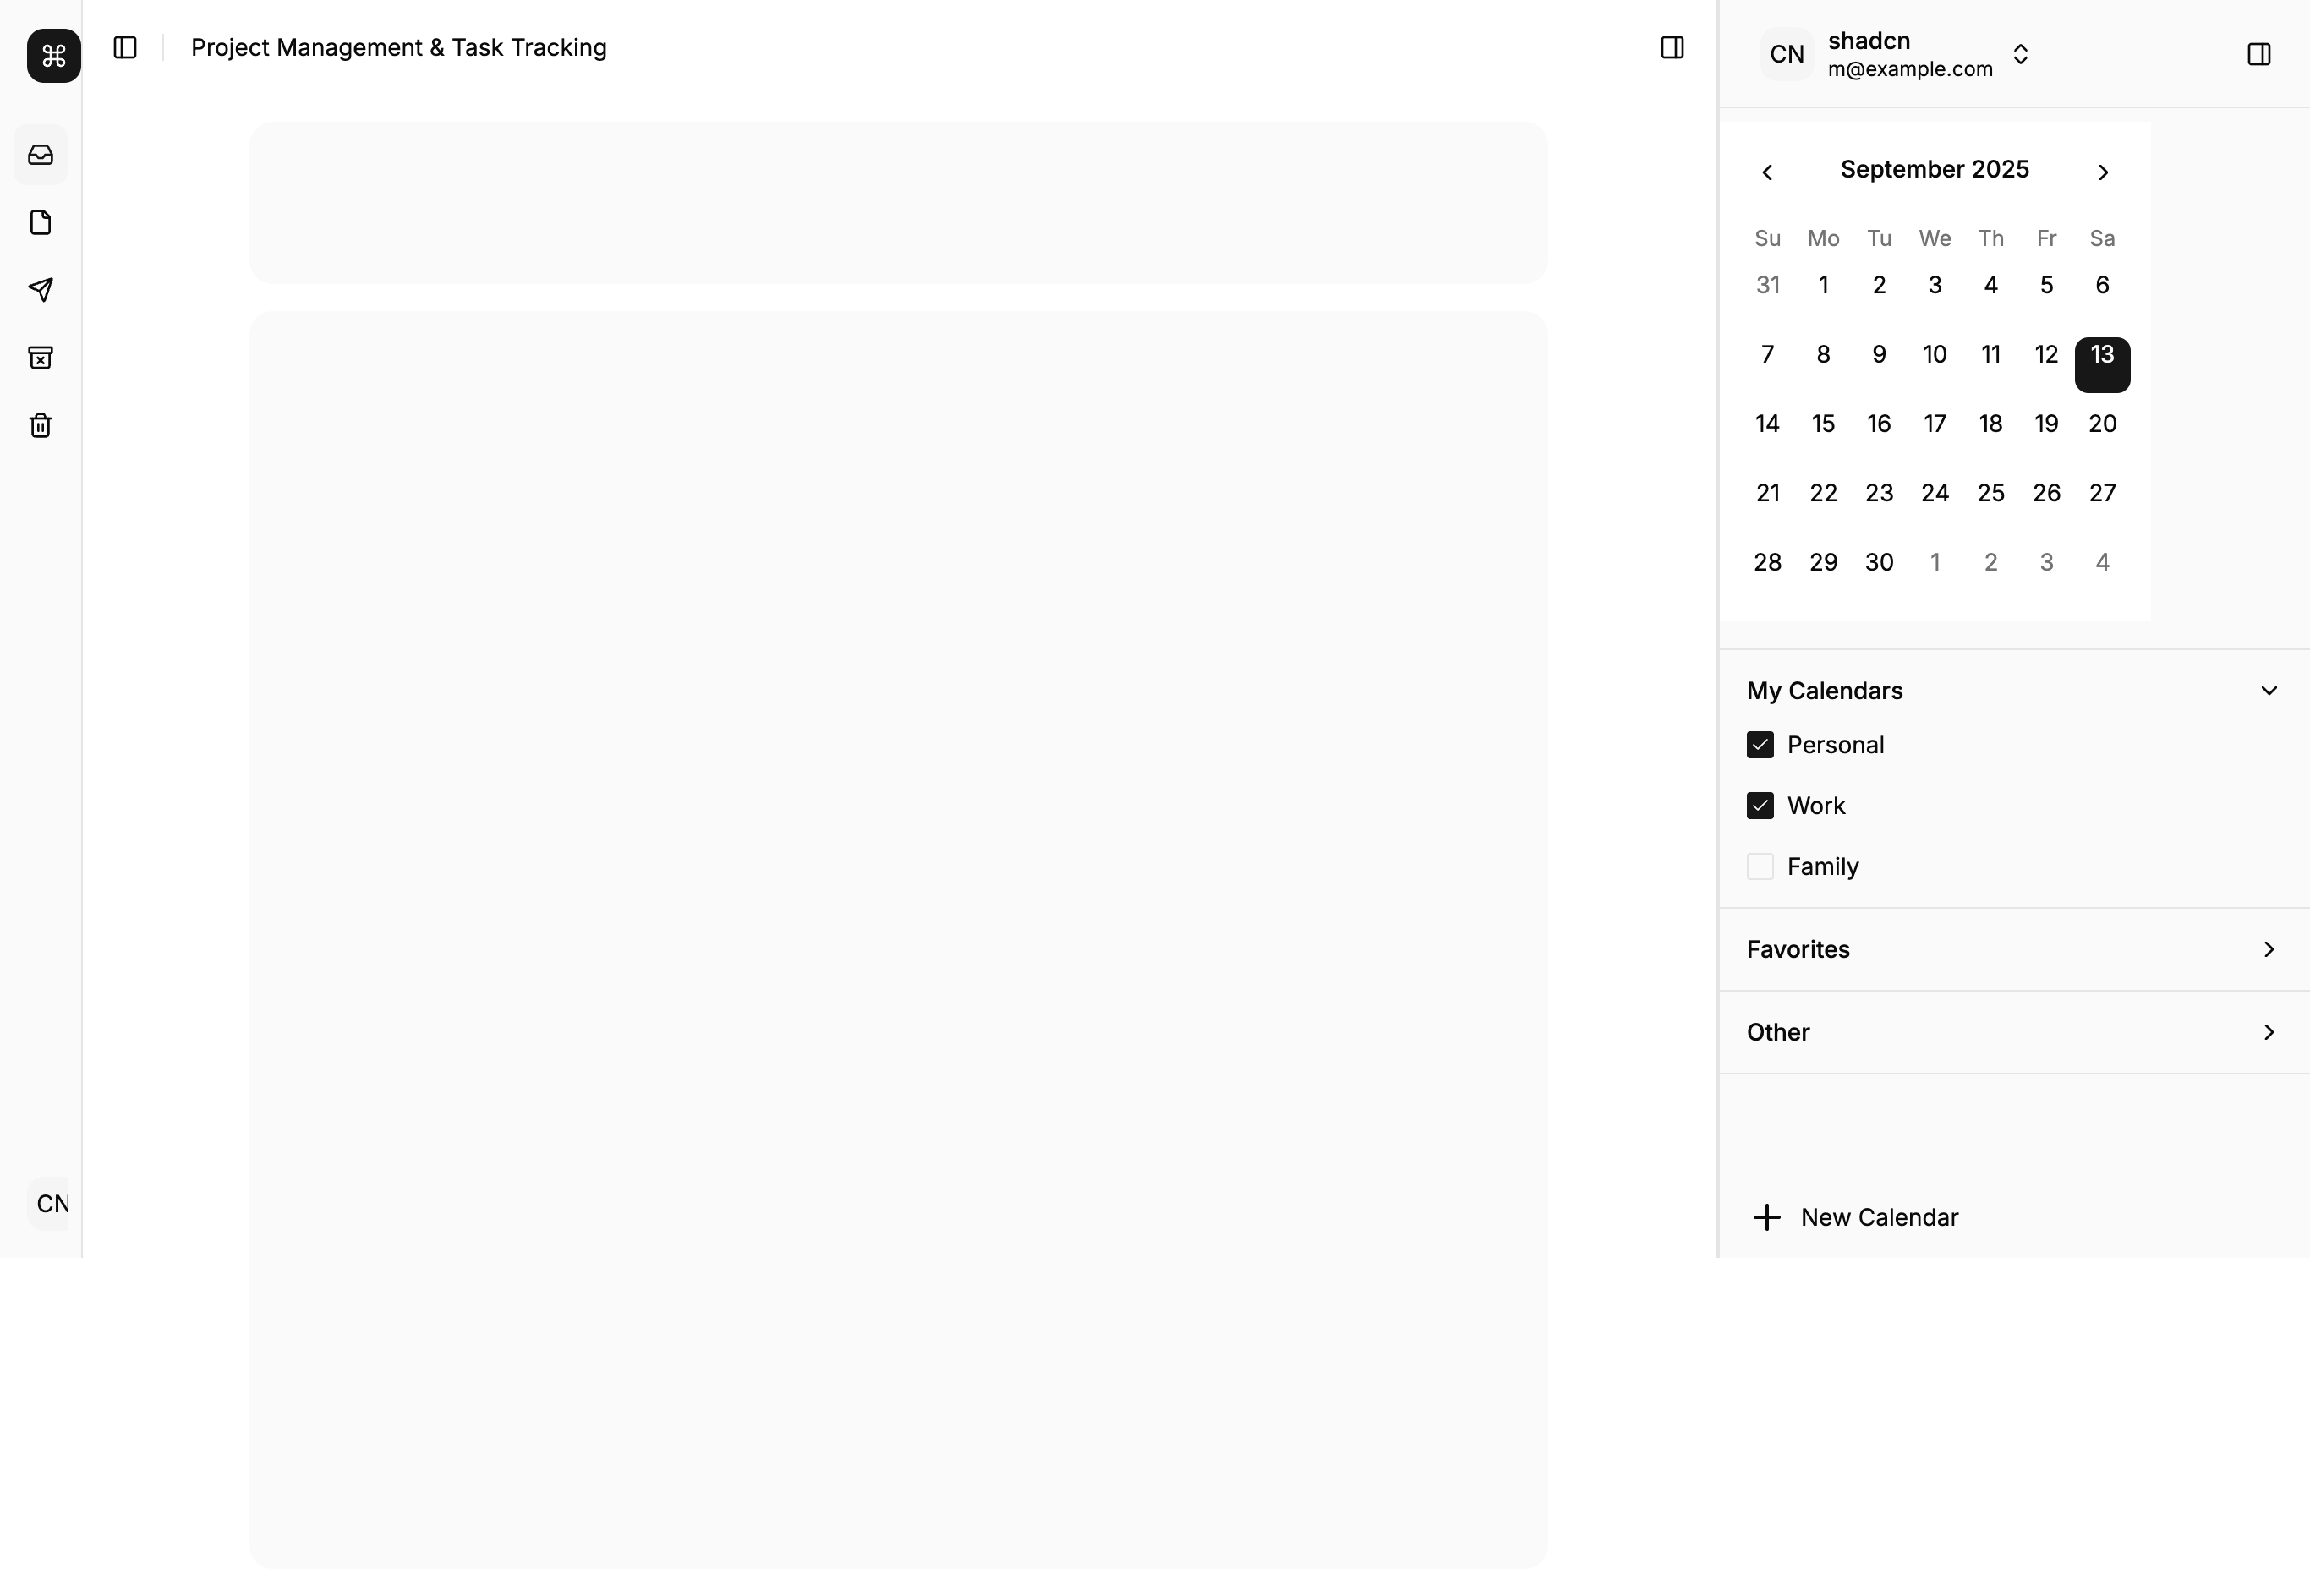 Project Management & Task Tracking
CN
CN
shadcn
m@example.com
September 2025
Su Mo Tu We Th Fr Sa
31 1 2 3 4 5 6
7 8 9 10 11 12 13
14 15 16 17 18 19 20
21 22 23 24 25 26 27
28 29 30 1 2 3 4
My Calendars
Personal
Work
Family
Favorites
Other
New Calendar